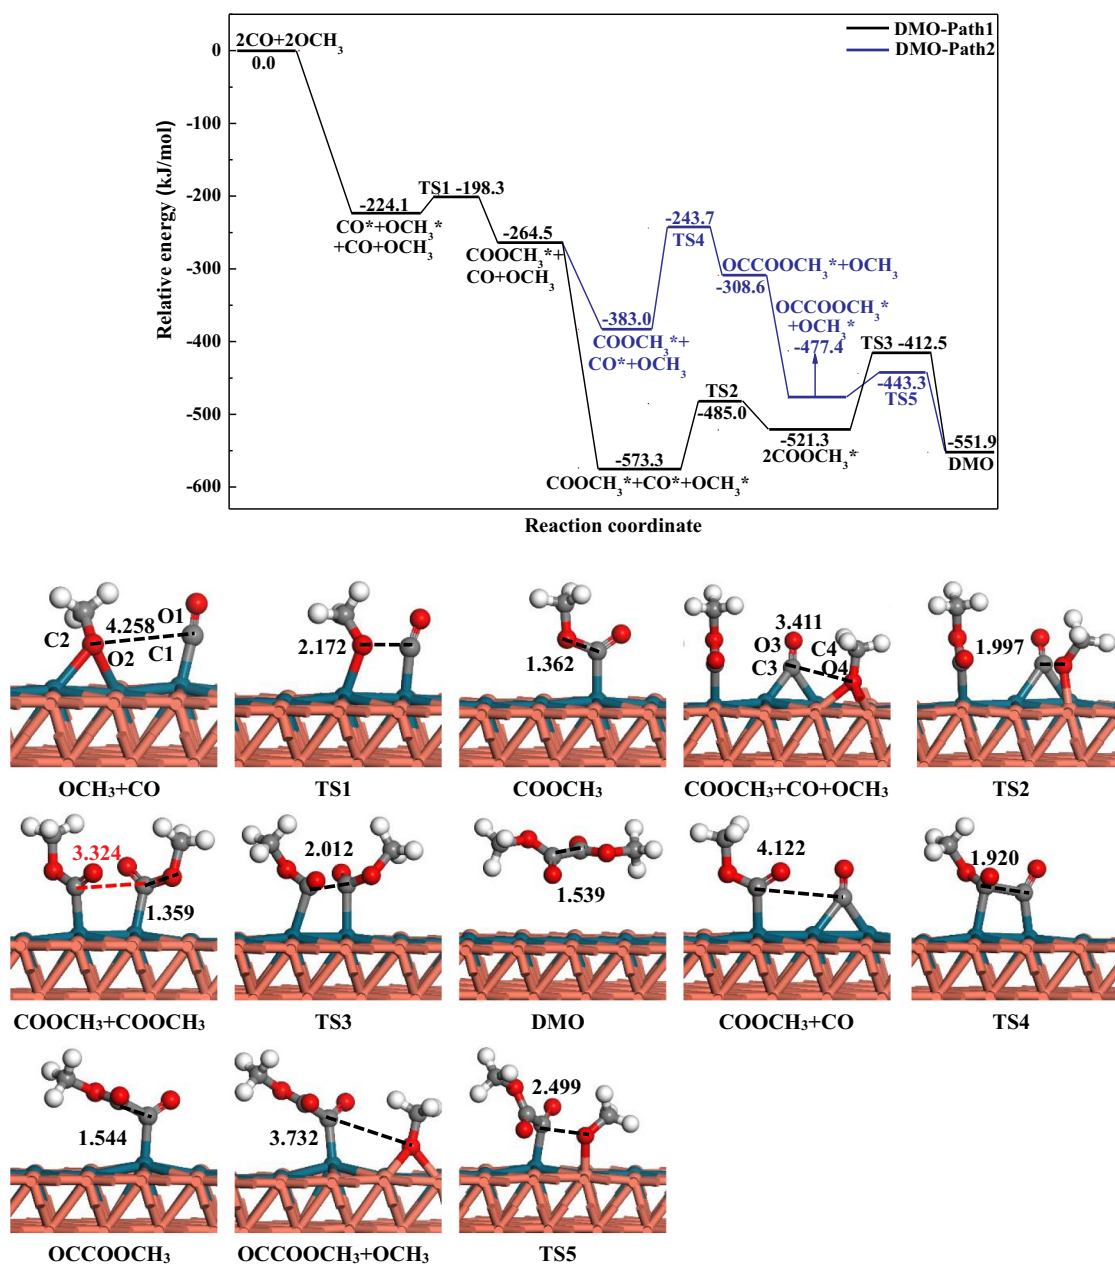 2CO+2OCH3
0.0
DMO-Path1
DMO-Path2
0
-100
-200
-300
-400
-500
-600
Relative energy (kJ/mol)
Reaction coordinate
-224.1
CO*+OCH3*
+CO+OCH3
TS1 -198.3
-264.5
COOCH3*+
CO+OCH3
-383.0
COOCH3*+
CO*+OCH3
-243.7
TS4
OCCOOCH3*+OCH3
-308.6
OCCOOCH3*
+OCH3*
-477.4
TS3 -412.5
-443.3
TS5
TS2
-485.0
-521.3
2COOCH3*
-573.3
COOCH3*+CO*+OCH3*
-551.9
DMO
C2
4.258
O1
O2
C1
OCH3+CO
2.172
TS1
1.362
COOCH3
3.411
O3
C3
C4
O4
COOCH3+CO+OCH3
1.997
TS2
3.324
1.359
COOCH3+COOCH3
2.012
TS3
1.539
DMO
4.122
COOCH3+CO
1.920
TS4
1.544
OCCOOCH3
3.732
OCCOOCH3+OCH3
2.499
TS5